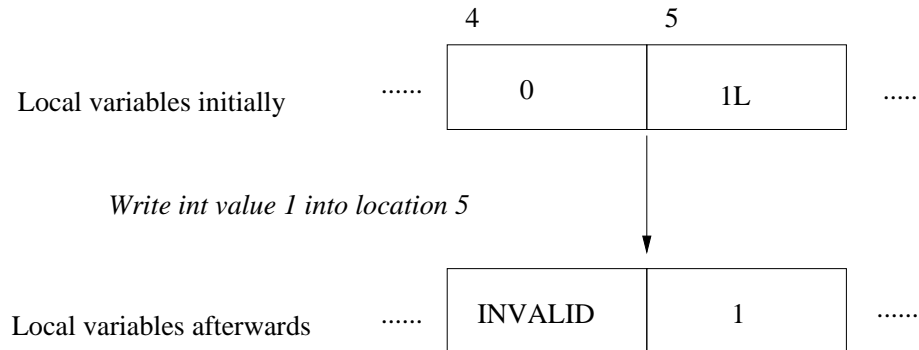 4 5
Local variables initially ...... 0 1L .....
Write int value 1 into location 5
Local variables afterwards ...... INVALID 1 ......